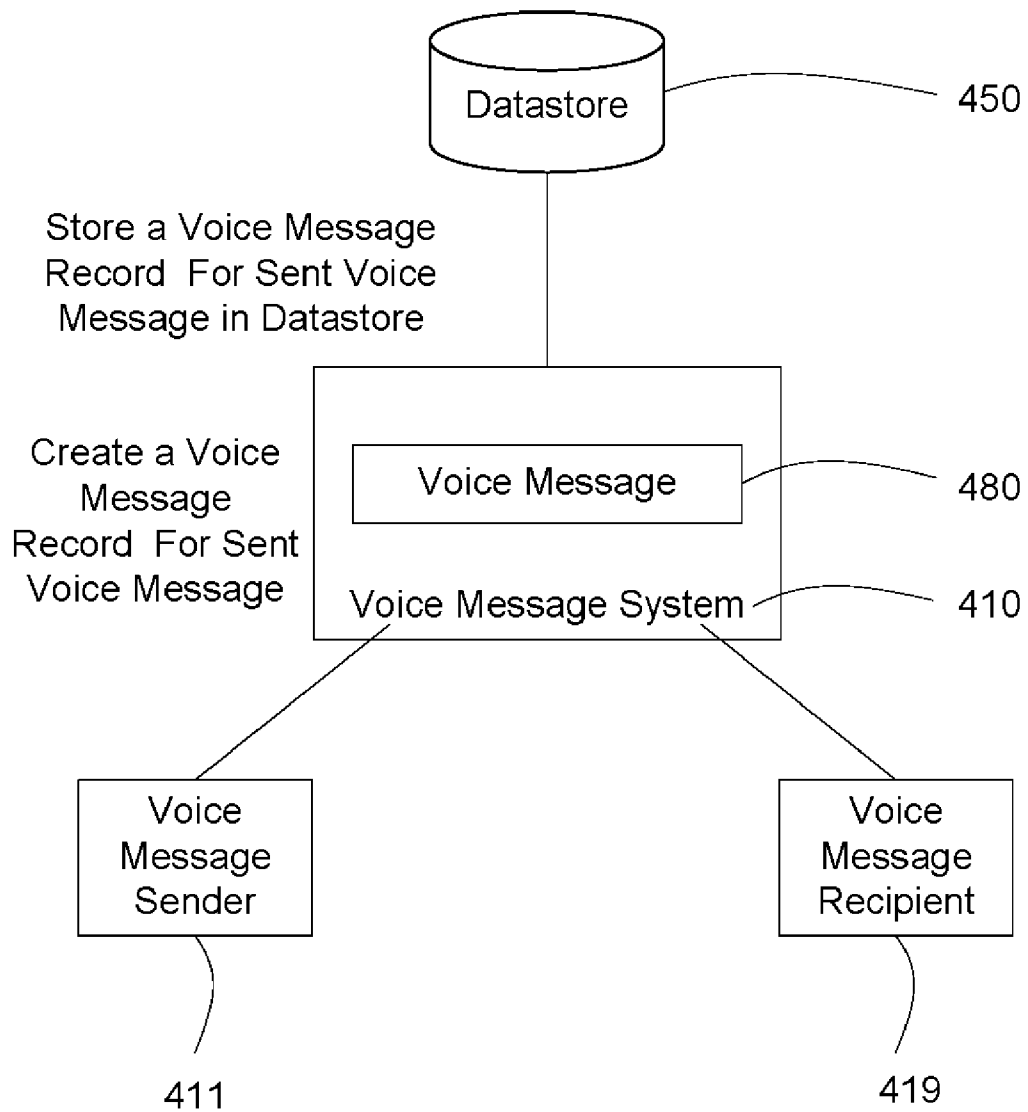 Datastore
450
Store a Voice Message
Record For Sent Voice
Message in Datastore
Create a Voice
Message
Record For Sent
Voice Message
Voice Message
480
Voice Message System
410
Voice
Message
Sender
Voice
Message
Recipient
411
419